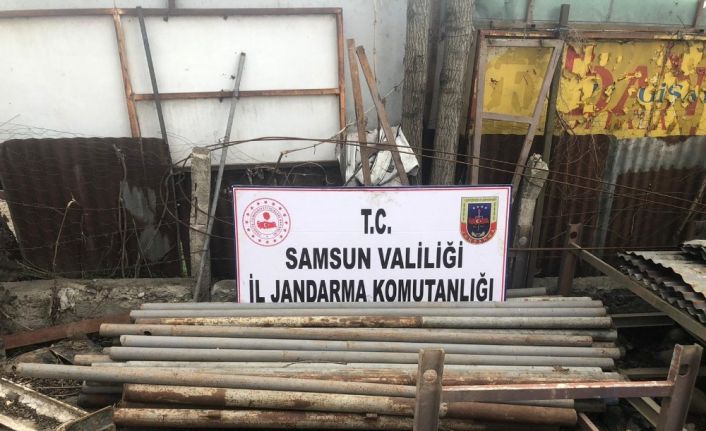 T.C.
SAMSUN VALİLİĞİ
İL JANDARMA KOMUTANLIĞI